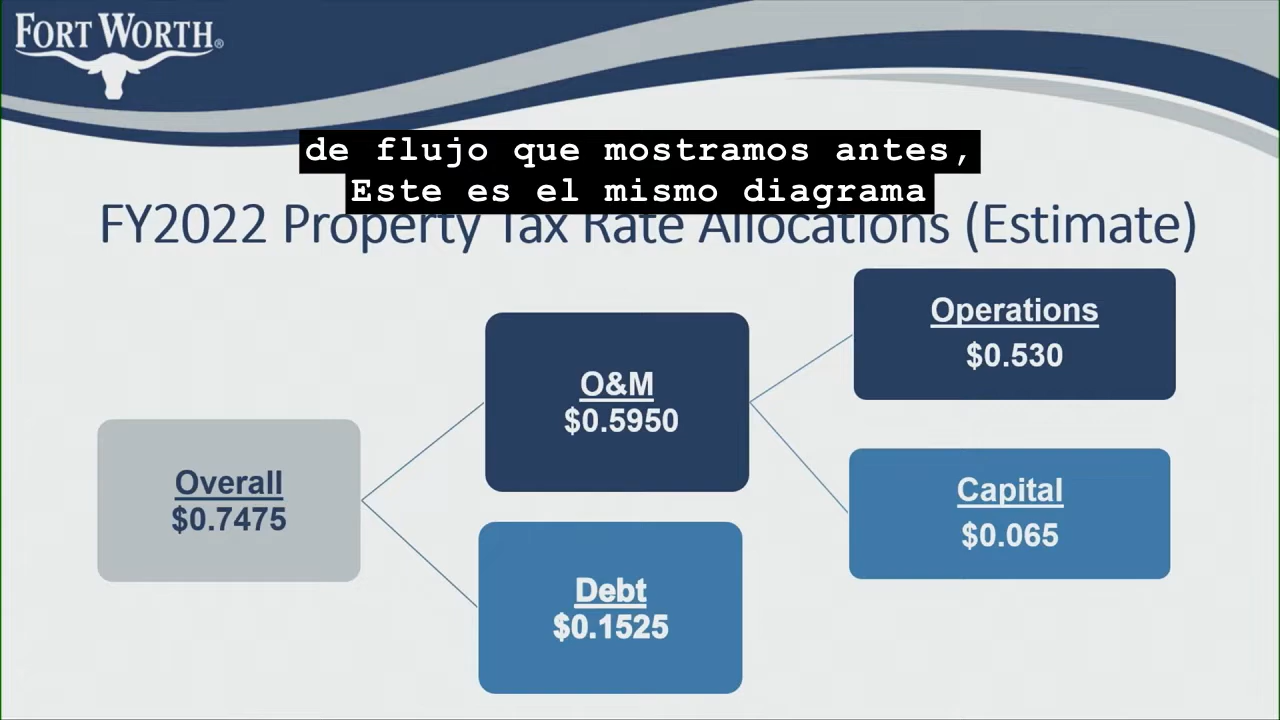 FORT WORTH®
de flujo que mostramos antes,
Este es el mismo diagrama
FY2022 Property Tax Rate Allocations (Estimate)
Overall
$0.7475
O&M
$0.5950
Debt
$0.1525
Operations
$0.530
Capital
$0.065